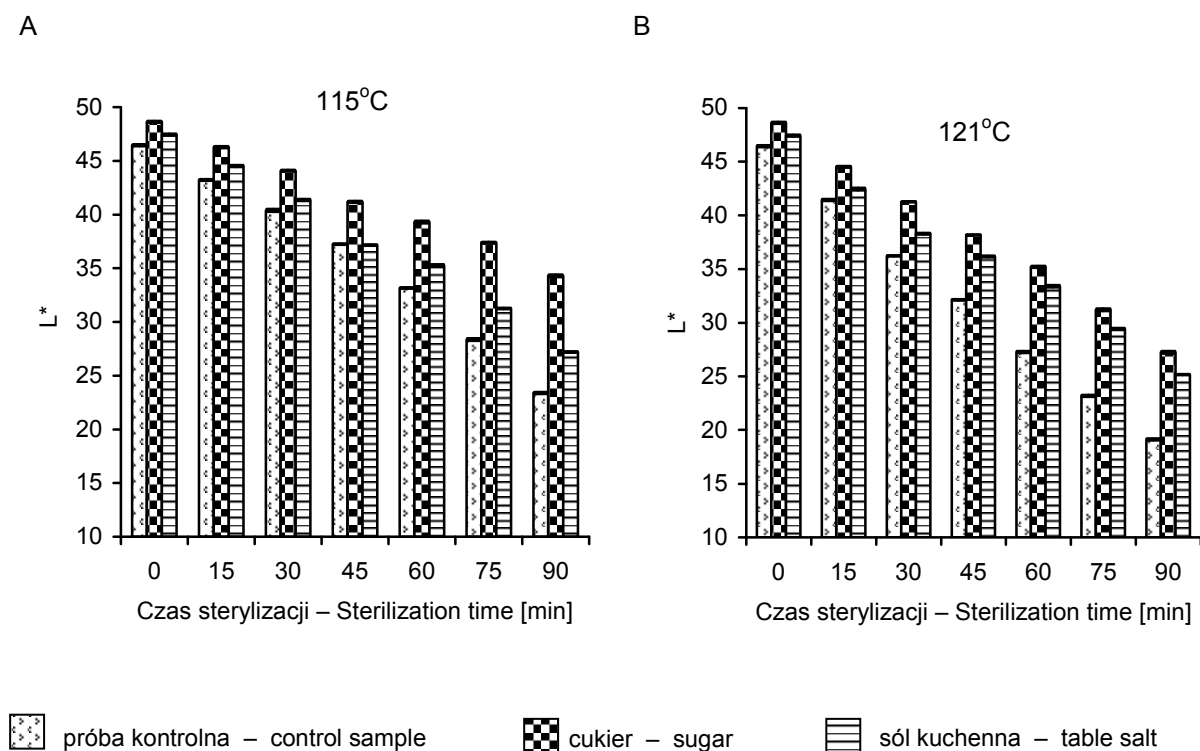 A
115°C
50
45
40
35
30
25
20
15
10
L*
0 15 30 45 60 75 90
Czas sterylizacji – Sterilization time [min]
B
121°C
50
45
40
35
30
25
20
15
10
L*
0 15 30 45 60 75 90
Czas sterylizacji – Sterilization time [min]
próba kontrolna – control sample
cukier – sugar
sól kuchenna – table salt